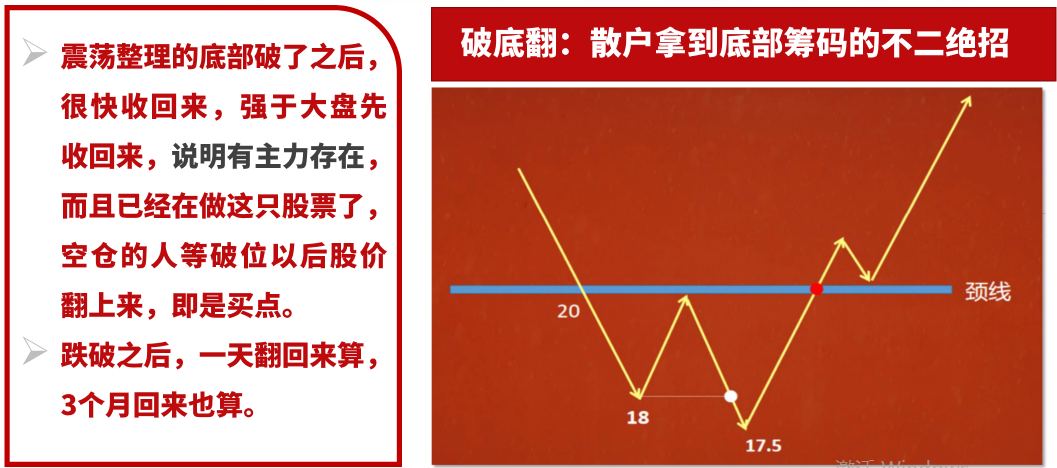 震荡整理的底部破了之后，
很快收回来，强于大盘先
收回来，说明有主力存在，
而且已经在做这只股票了，
空仓的人等破位以后股价
翻上来，即是买点。
跌破之后，一天翻回来算，
3个月回来也算。
破底翻：散户拿到底部筹码的不二绝招
颈线
20
18
17.5